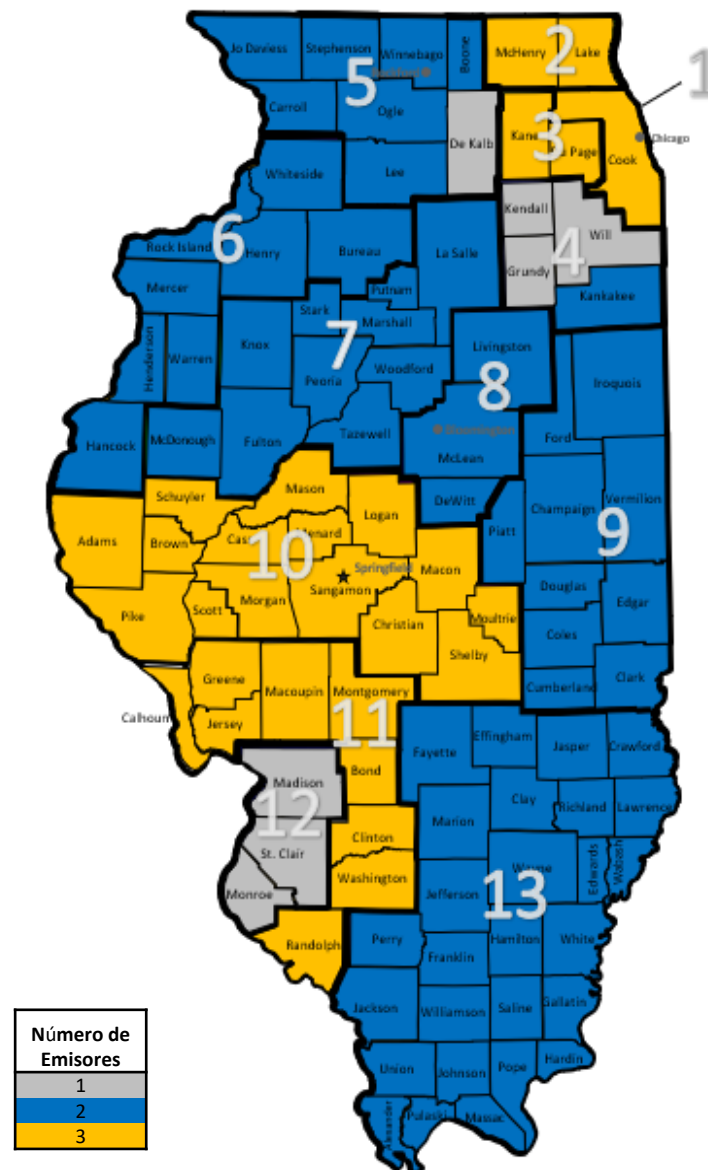 Jo Daviess
Stephenson
Winnebago
Boone
McHenry
Lake
2
1
5
Rockford
Carroll
Ogle
De Kalb
Kane
3
Du Page
Cook
Chicago
Whiteside
Lee
Kendall
Will
Rock Island
6
Henry
Bureau
La Salle
Grundy
4
Mercer
Putnam
Kankakee
Stark
Marshall
Henderson
Warren
Knox
7
Peoria
Woodford
Livingston
8
Iroquois
Hancock
McDonough
Fulton
Tazewell
Bloomington
McLean
Ford
Schuyler
Mason
DeWitt
Logan
Champaign
Vermilion
Adams
Brown
Cass
Menard
Piatt
9
10
Springfield
Macon
Pike
Scott
Morgan
Sangamon
Christian
Moultrie
Douglas
Edgar
Coles
Shelby
Greene
Macoupin
Montgomery
Cumberland
Clark
Calhoun
Jersey
11
Fayette
Effingham
Jasper
Crawford
Madison
Bond
Clay
Richland
Lawrence
12
Marion
St. Clair
Clinton
Wayne
Edwards
Wabash
Monroe
Washington
Jefferson
13
Randolph
Perry
Hamilton
White
Franklin
Jackson
Williamson
Saline
Gallatin
Union
Johnson
Pope
Hardin
Alexander
Pulaski
Massac
Número de
Emisores
1
2
3